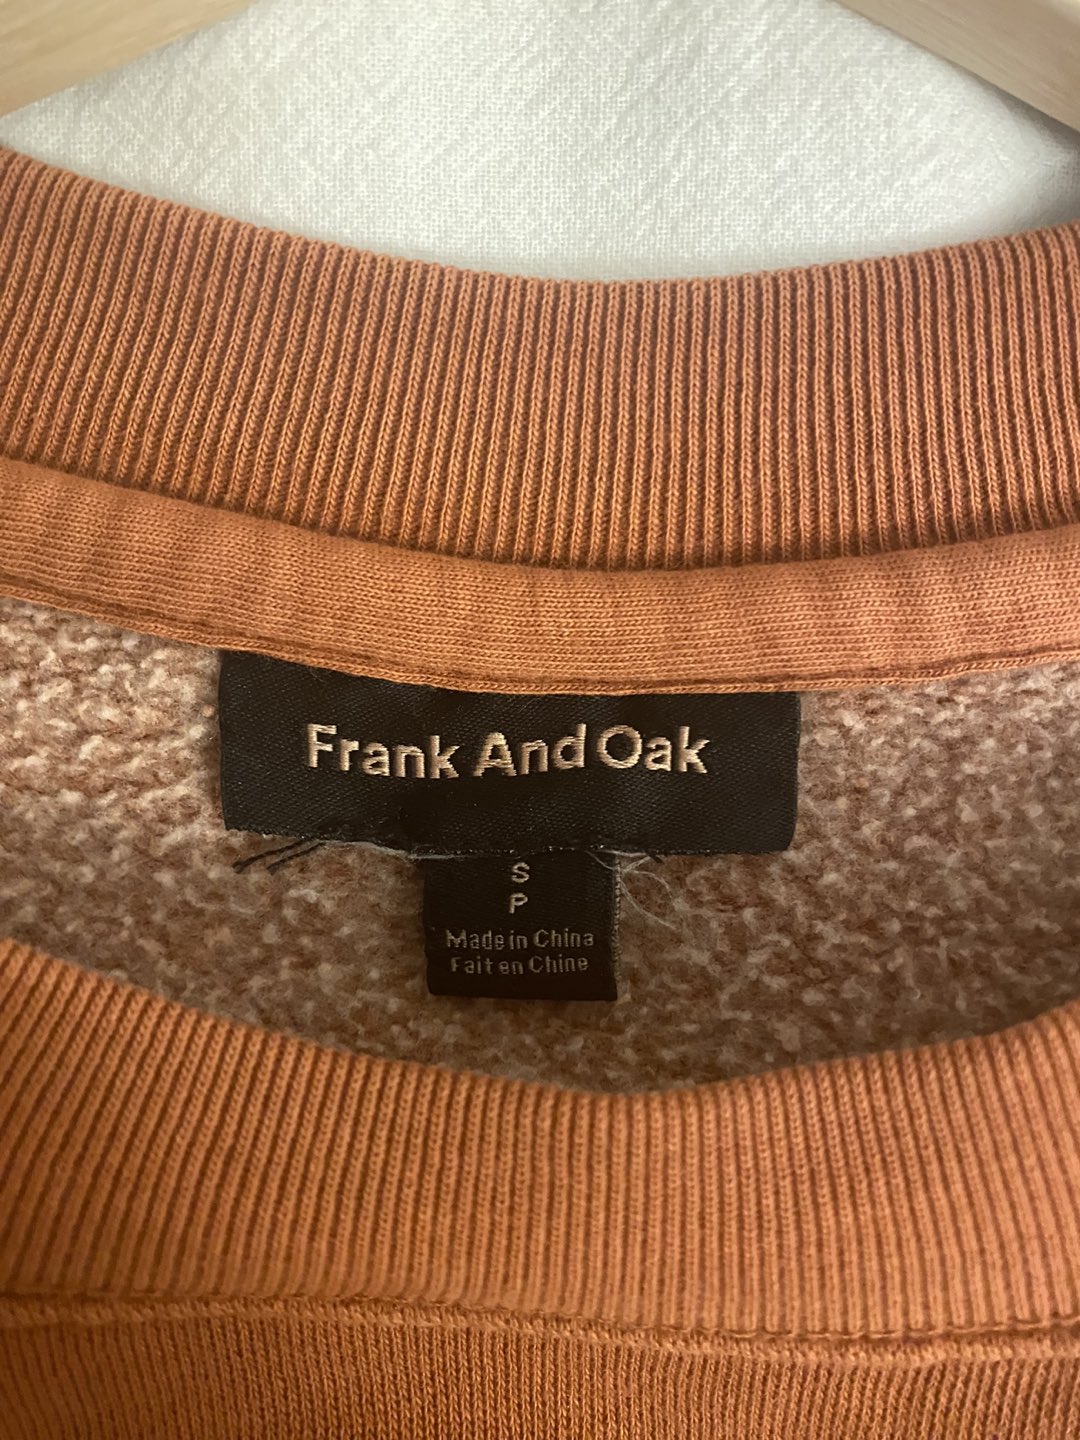 Frank And Oak
S
P
Made in China
Fait en Chine